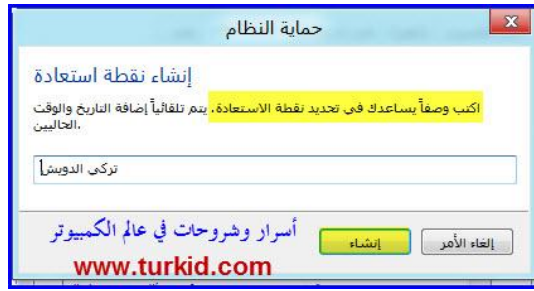 حماية النظام
إنشاء نقطة استعادة
اكتب وصفاً يساعدك في تحديد نقطة الاستعادة. يتم تلقائياً إضافة التاريخ والوقت
الحاليين.
تركي الدويش
أسرار وشروحات في عالم الكمبيوتر
إنشاء
إلغاء الأمر
www.turkid.com